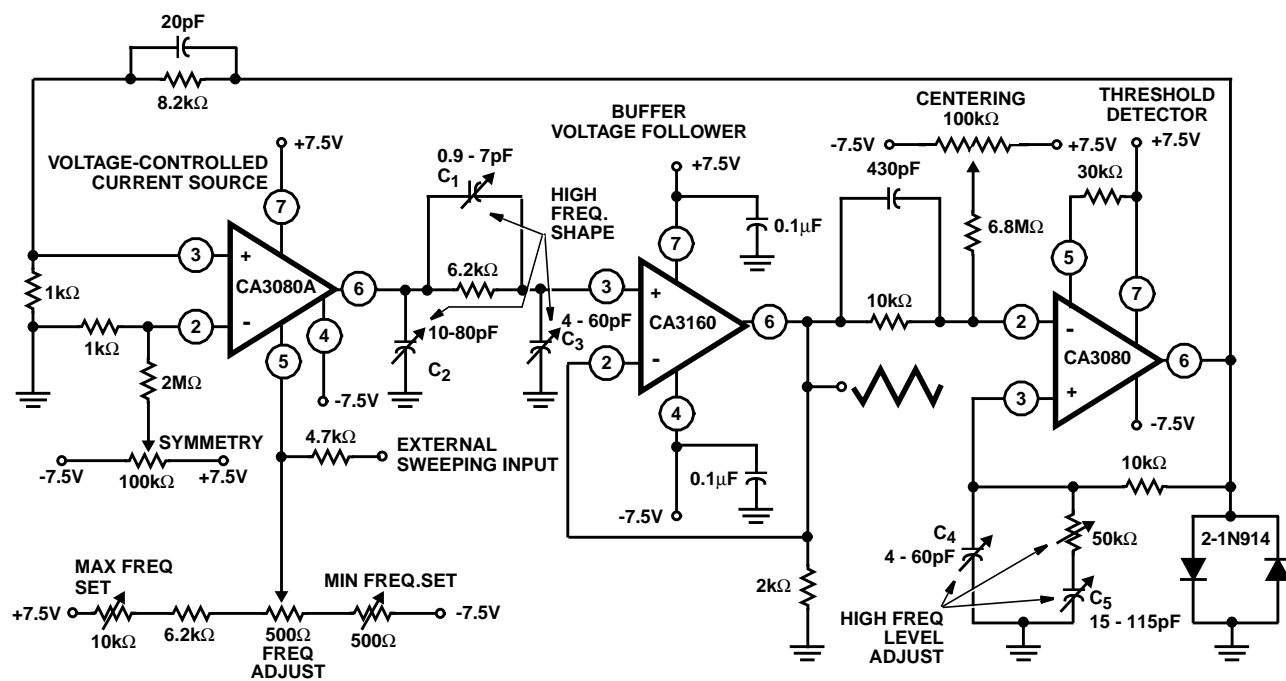 20pF
8.2kΩ
+7.5V
VOLTAGE-CONTROLLED
CURRENT SOURCE
7
3
+
CA3080A
6
1kΩ
1kΩ
2
-
4
5
2MΩ
-7.5V
SYMMETRY
-7.5V
100kΩ
+7.5V
4.7kΩ
EXTERNAL
SWEEPING INPUT
MAX FREQ
SET
+7.5V
10kΩ
6.2kΩ
500Ω
FREQ
ADJUST
MIN FREQ.SET
500Ω
-7.5V
0.9 - 7pF
C1
HIGH
FREQ.
SHAPE
6.2kΩ
10-80pF
C2
4 - 60pF
C3
BUFFER
VOLTAGE FOLLOWER
+7.5V
0.1μF
7
3
+
CA3160
6
2
-
4
0.1μF
-7.5V
2kΩ
CENTERING
100kΩ
-7.5V
+7.5V
430pF
6.8MΩ
10kΩ
THRESHOLD
DETECTOR
+7.5V
30kΩ
5
7
2
-
CA3080
6
3
+
-7.5V
10kΩ
C4
4 - 60pF
50kΩ
C5
15 - 115pF
HIGH FREQ
LEVEL
ADJUST
2-1N914